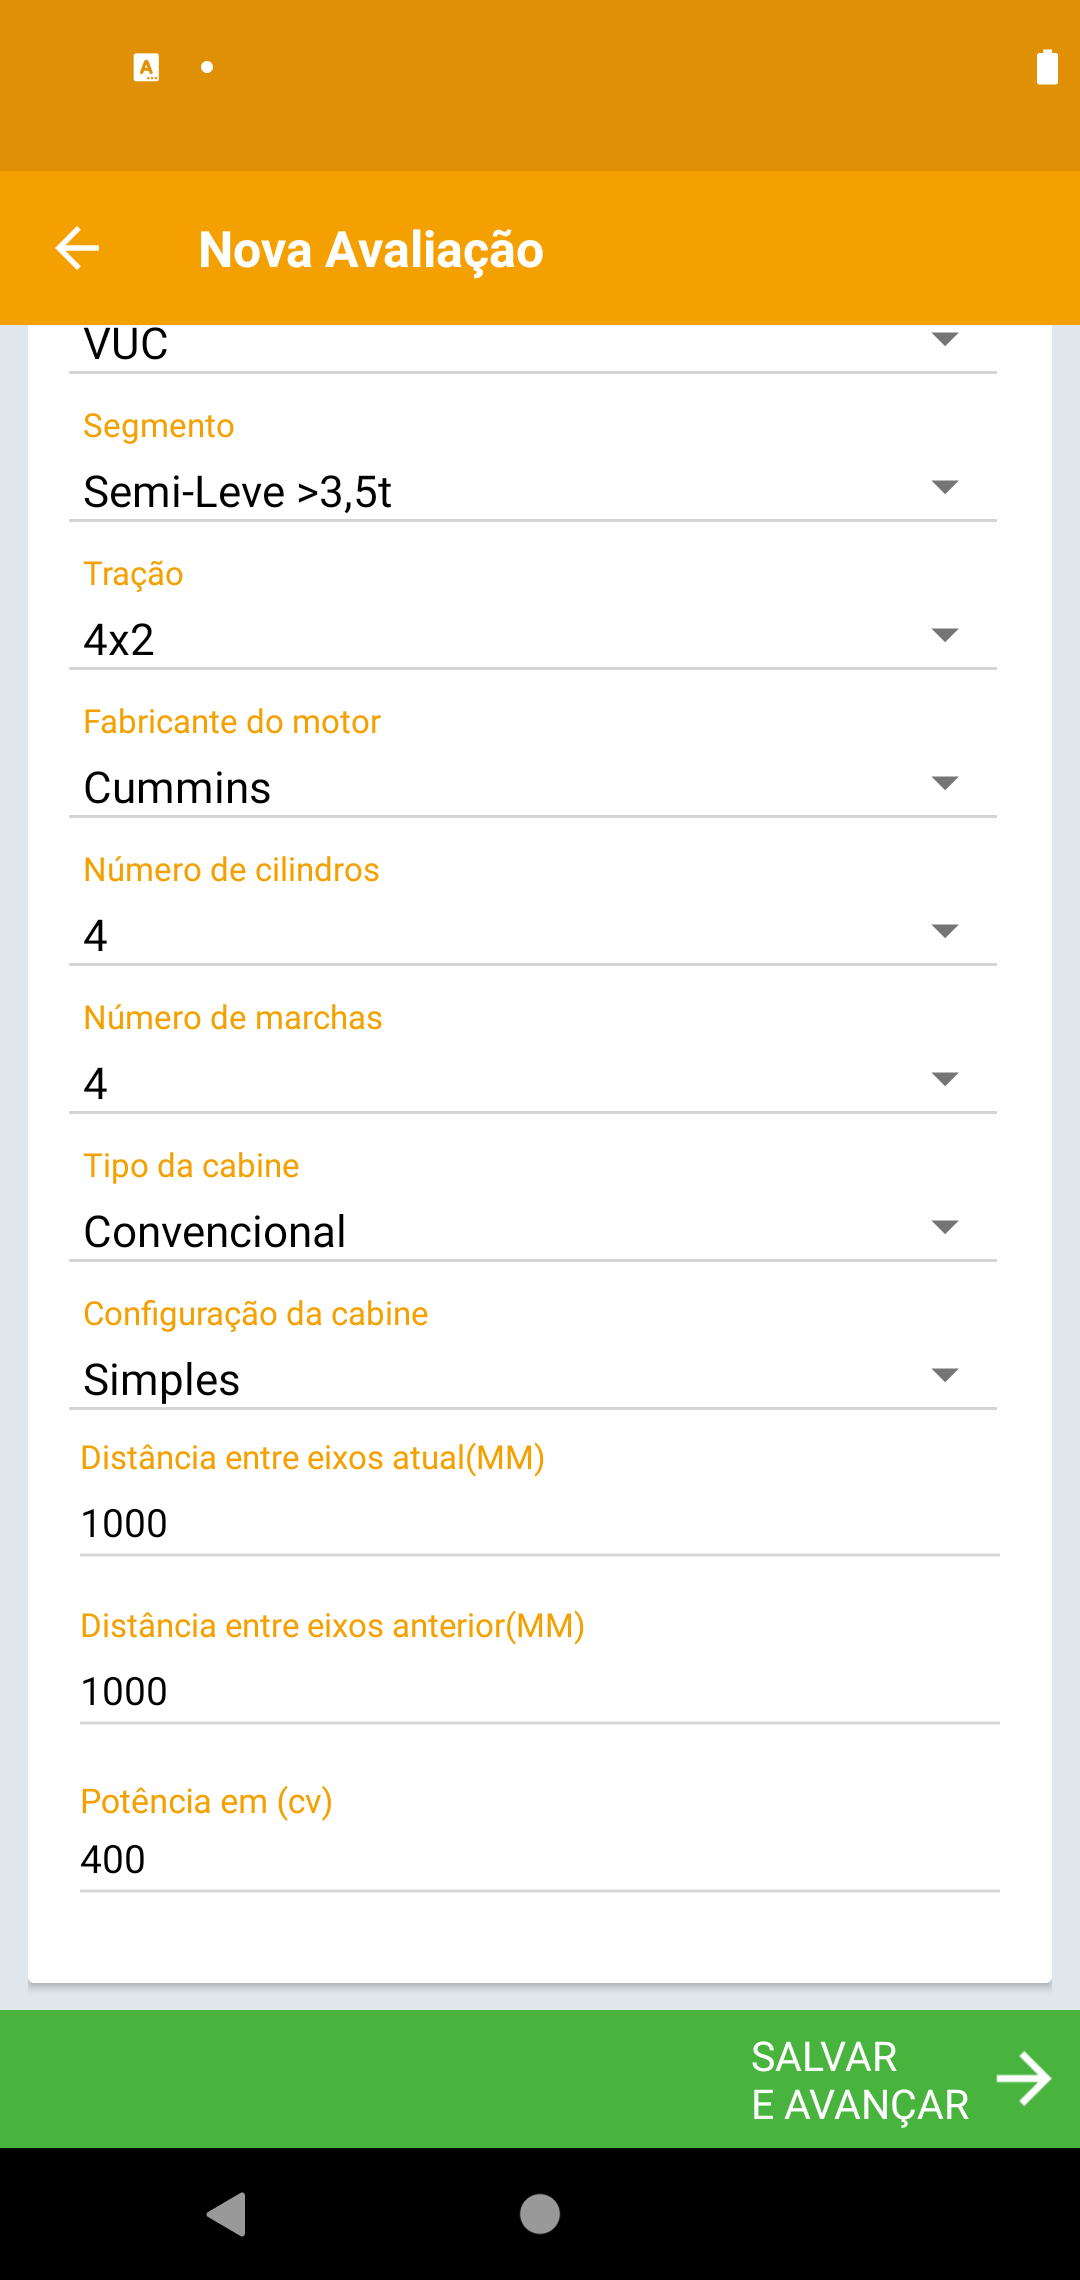 Nova Avaliação
VUC
Segmento
Semi-Leve >3,5t
Tração
4x2
Fabricante do motor
Cummins
Número de cilindros
4
Número de marchas
4
Tipo da cabine
Convencional
Configuração da cabine
Simples
Distância entre eixos atual(MM)
1000
Distância entre eixos anterior(MM)
1000
Potência em (cv)
400
SALVAR
E AVANÇAR